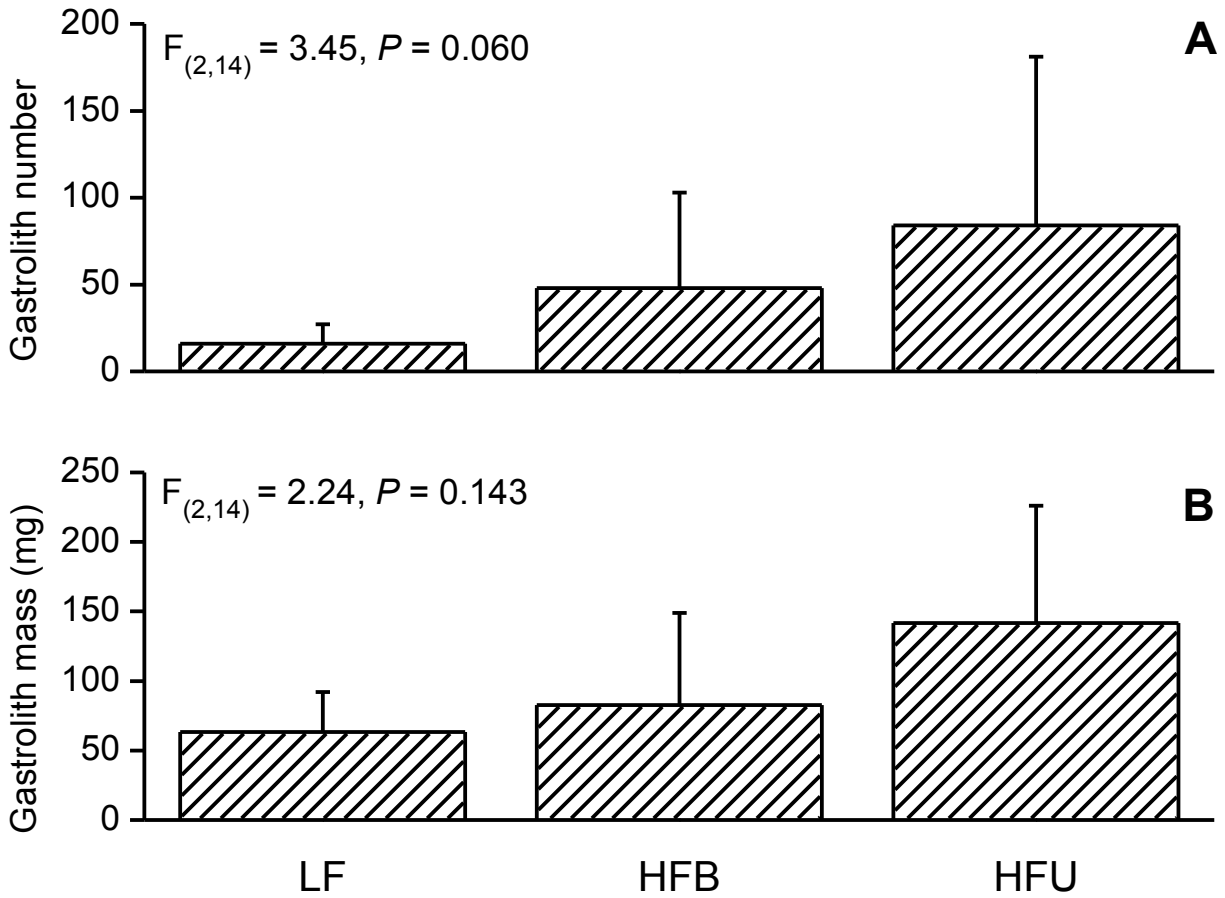 200
150
100
50
0
Gastrolith number
F(2,14) = 3.45, P = 0.060
A
250
200
150
100
50
0
Gastrolith mass (mg)
F(2,14) = 2.24, P = 0.143
B
LF HFB HFU